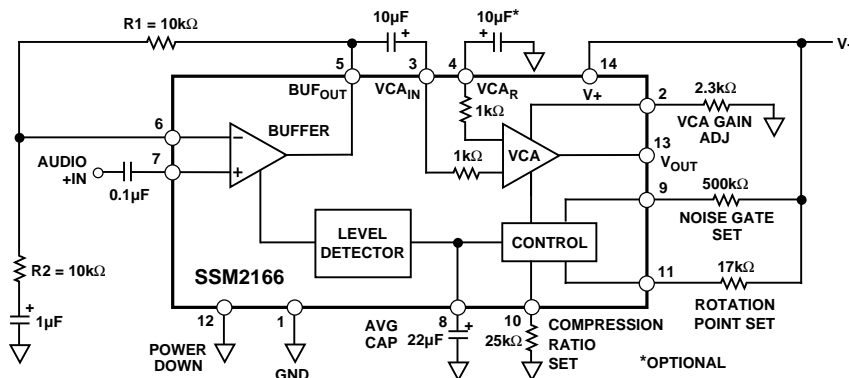 R1 = 10kΩ
10µF
+
10µF*
+
V+
5
3
4
14
BUFOUT
VCAIN
VCAR
V+
2
2.3kΩ
VCA GAIN
ADJ
1kΩ
6
–
BUFFER
AUDIO
+IN
7
+
0.1µF
1kΩ
VCA
13
VOUT
9
500kΩ
NOISE GATE
SET
LEVEL
DETECTOR
CONTROL
R2 = 10kΩ
SSM2166
11
17kΩ
ROTATION
POINT SET
+
1µF
12
1
8
10
POWER
DOWN
GND
AVG
CAP
22µF
+
25kΩ
COMPRESSION
RATIO
SET
*OPTIONAL